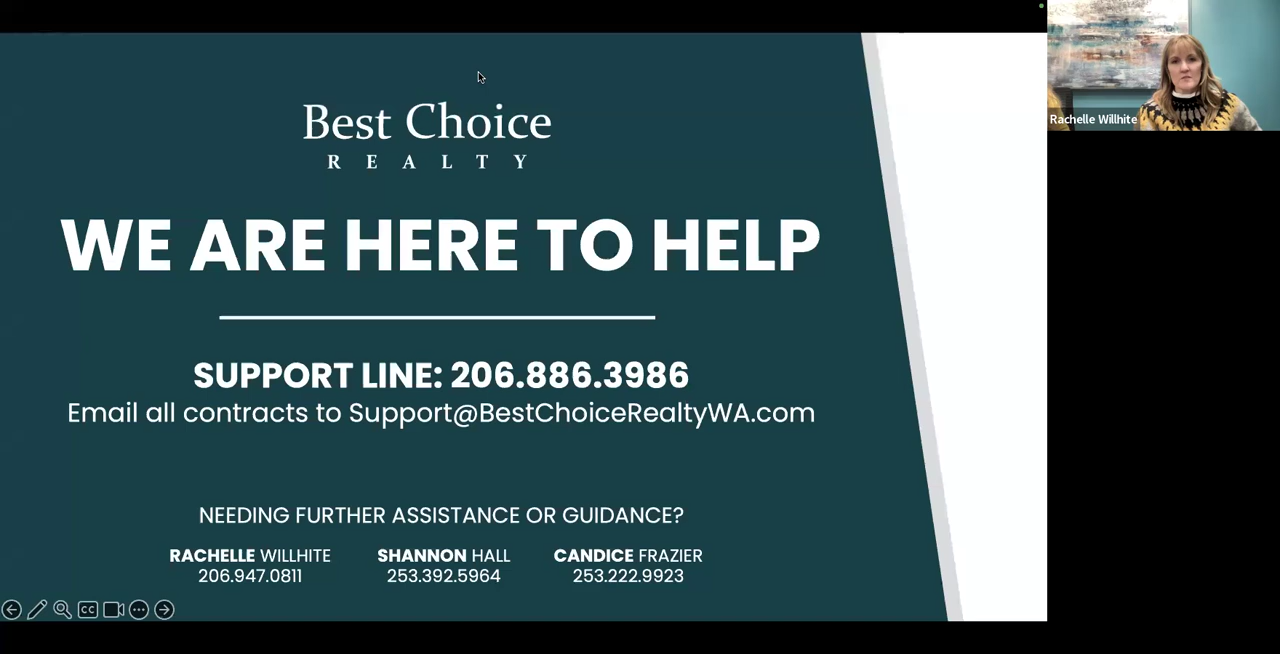 Best Choice
REALTY
WE ARE HERE TO HELP
SUPPORT LINE: 206.886.3986
Email all contracts to Support@BestChoiceRealtyWA.com
NEEDING FURTHER ASSISTANCE OR GUIDANCE?
RACHELLE WILLHITE
206.947.0811
SHANNON HALL
253.392.5964
CANDICE FRAZIER
253.222.9923
CC
Rachelle Willhite